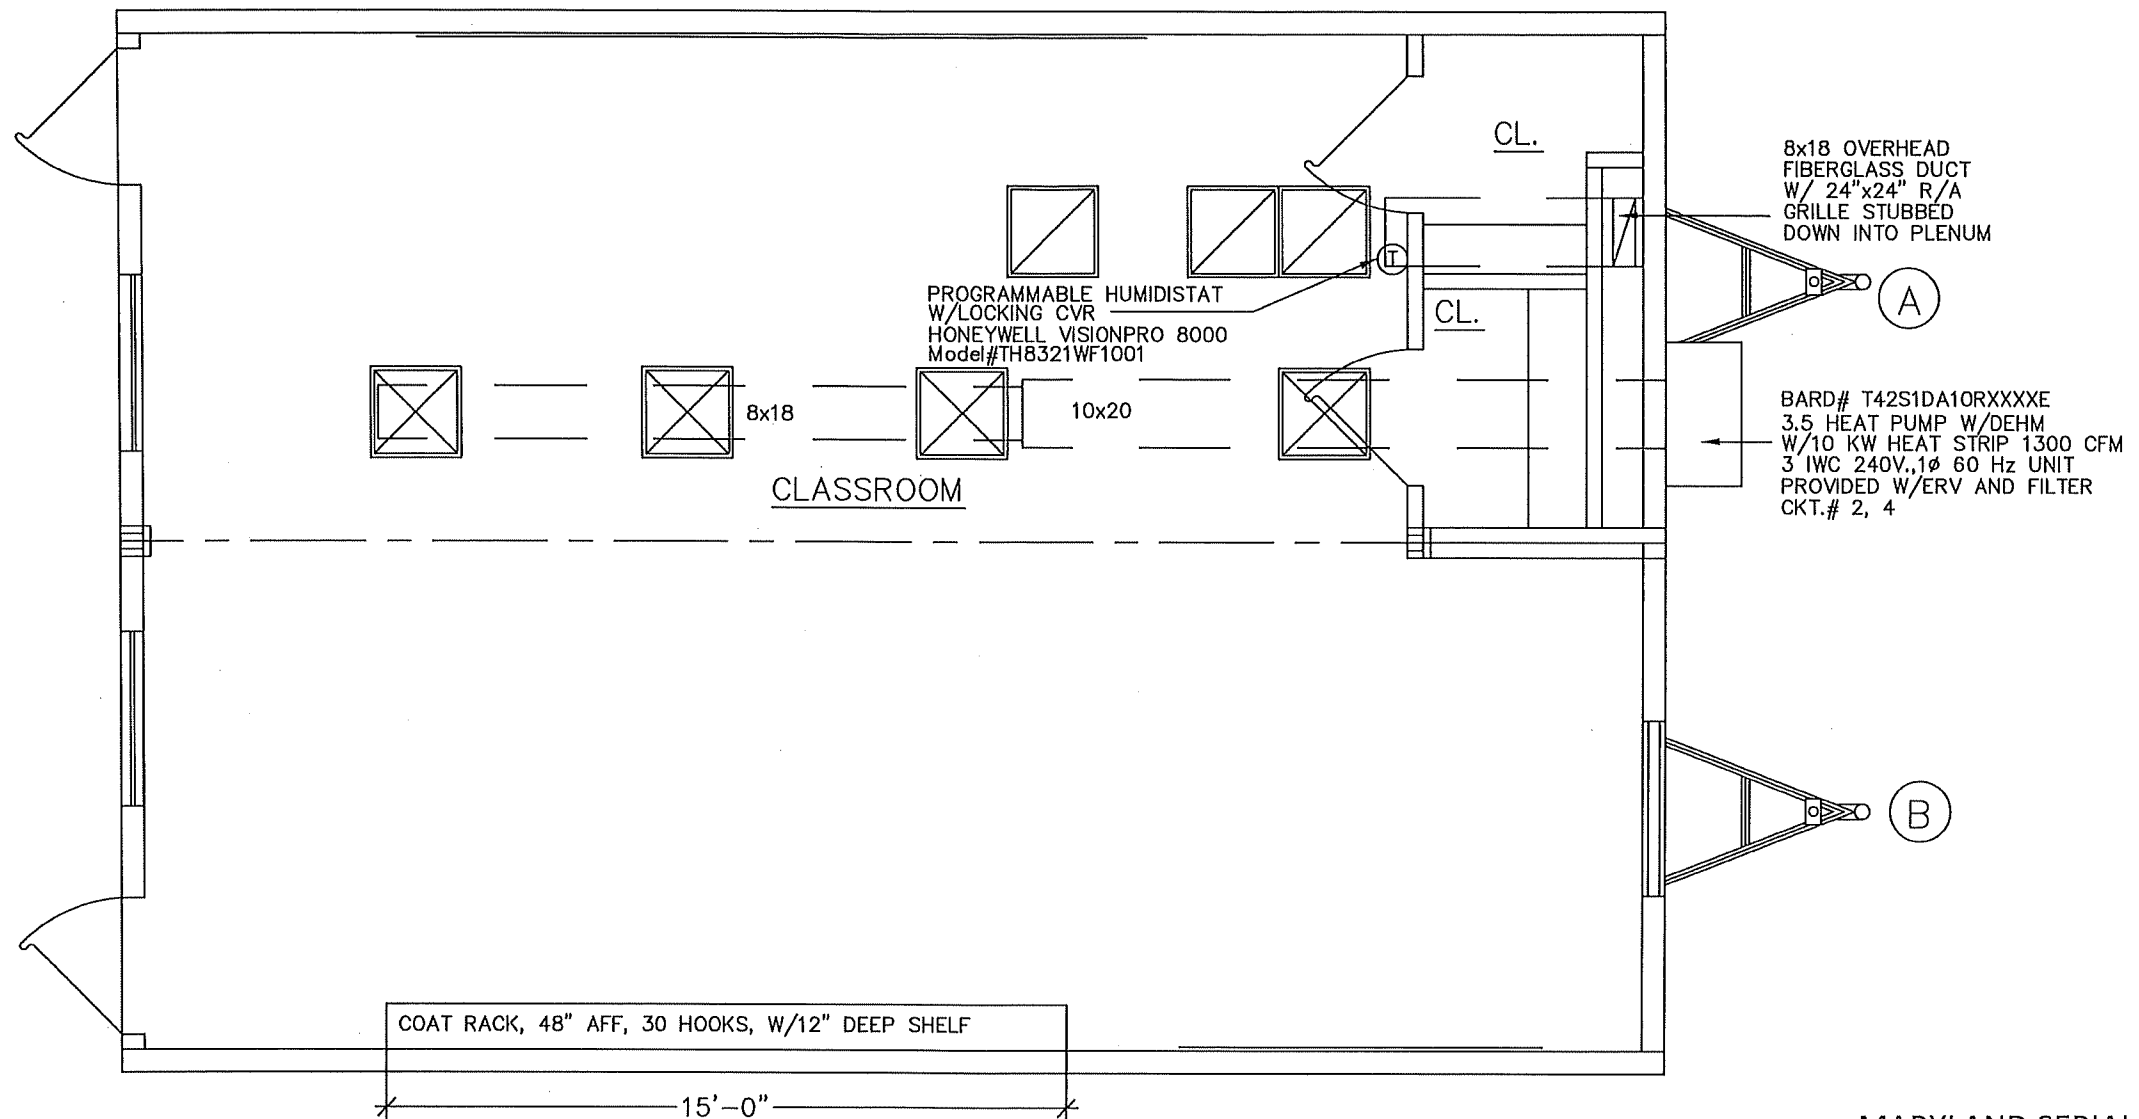 CL.
8x18 OVERHEAD
FIBERGLASS DUCT
W/ 24"x24" R/A
GRILLE STUBBED
DOWN INTO PLENUM
T
A
PROGRAMMABLE HUMIDISTAT
W/LOCKING CVR
HONEYWELL VISIONPRO 8000
Model#TH8321WF1001
CL.
8x18
10x20
CLASSROOM
BARD# T42S1DA10RXXXXE
3.5 HEAT PUMP W/DEHM
W/10 KW HEAT STRIP 1300 CFM
3 IWC 240V.,1ø 60 Hz UNIT
PROVIDED W/ERV AND FILTER
CKT.# 2, 4
B
COAT RACK, 48" AFF, 30 HOOKS, W/12" DEEP SHELF
15'-0"
MARYLAND SERIAL